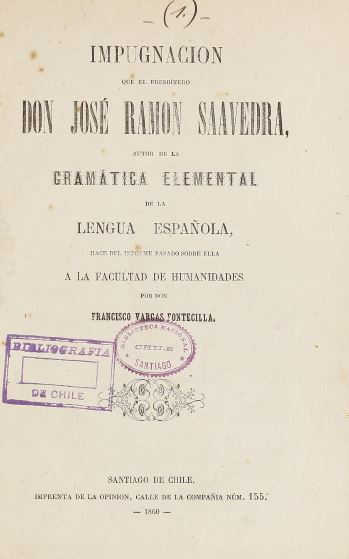 (1.)
IMPUGNACION
QUE EL PRESBÍTERO
DON JOSÉ RAMON SAAVEDRA,
AUTOR DE LA
GRAMÁTICA ELEMENTAL
DE LA
LENGUA ESPAÑOLA,
HACE DEL INFORME PASADO SOBRE ELLA
A LA FACULTAD DE HUMANIDADES
POR DON
FRANCISCO VARGAS FONTECILLA.
BIBLIOGRAFIA
DE CHILE
BIBLIOTECA NACIONAL
CHILE
SANTIAGO
SANTIAGO DE CHILE.
IMPRENTA DE LA OPINION, CALLE DE LA COMPAÑIA NÚM. 155.
— 1860 —